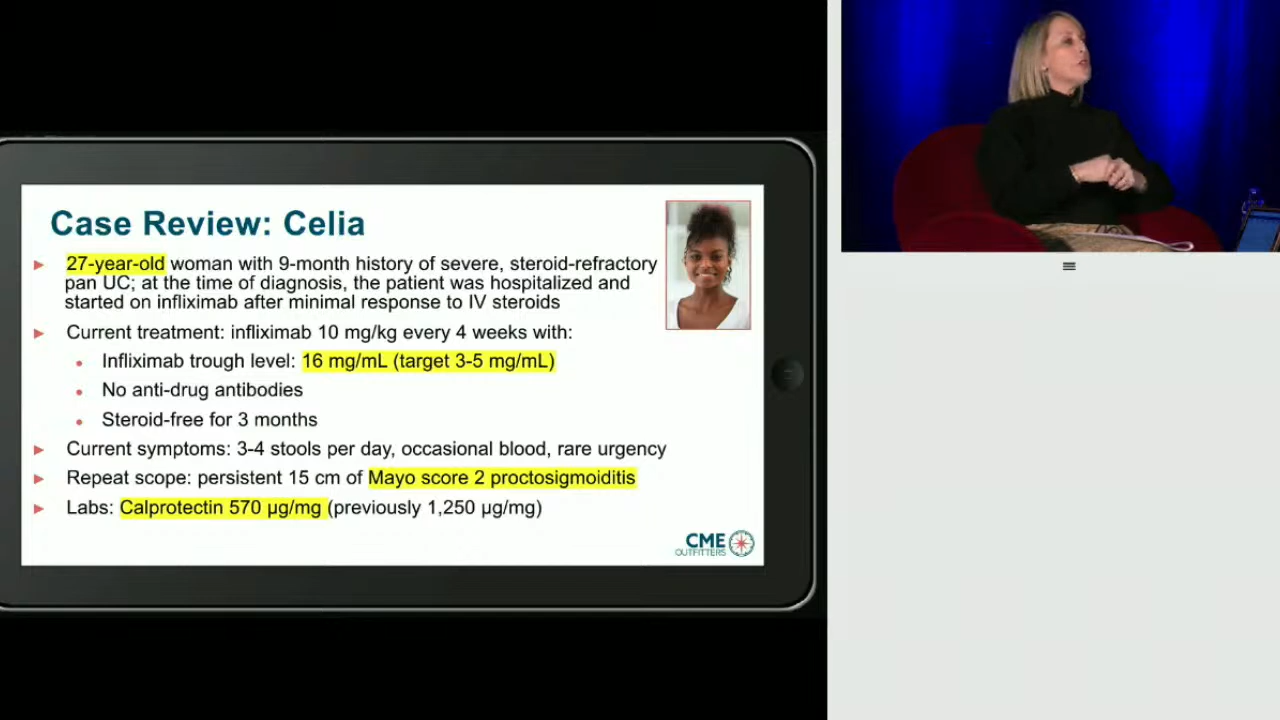 Case Review: Celia
▶ 27-year-old woman with 9-month history of severe, steroid-refractory
pan UC; at the time of diagnosis, the patient was hospitalized and
started on infliximab after minimal response to IV steroids
▶ Current treatment: infliximab 10 mg/kg every 4 weeks with:
• Infliximab trough level: 16 mg/mL (target 3-5 mg/mL)
• No anti-drug antibodies
• Steroid-free for 3 months
▶ Current symptoms: 3-4 stools per day, occasional blood, rare urgency
▶ Repeat scope: persistent 15 cm of Mayo score 2 proctosigmoiditis
▶ Labs: Calprotectin 570 µg/mg (previously 1,250 µg/mg)
CME
OUTFITTERS